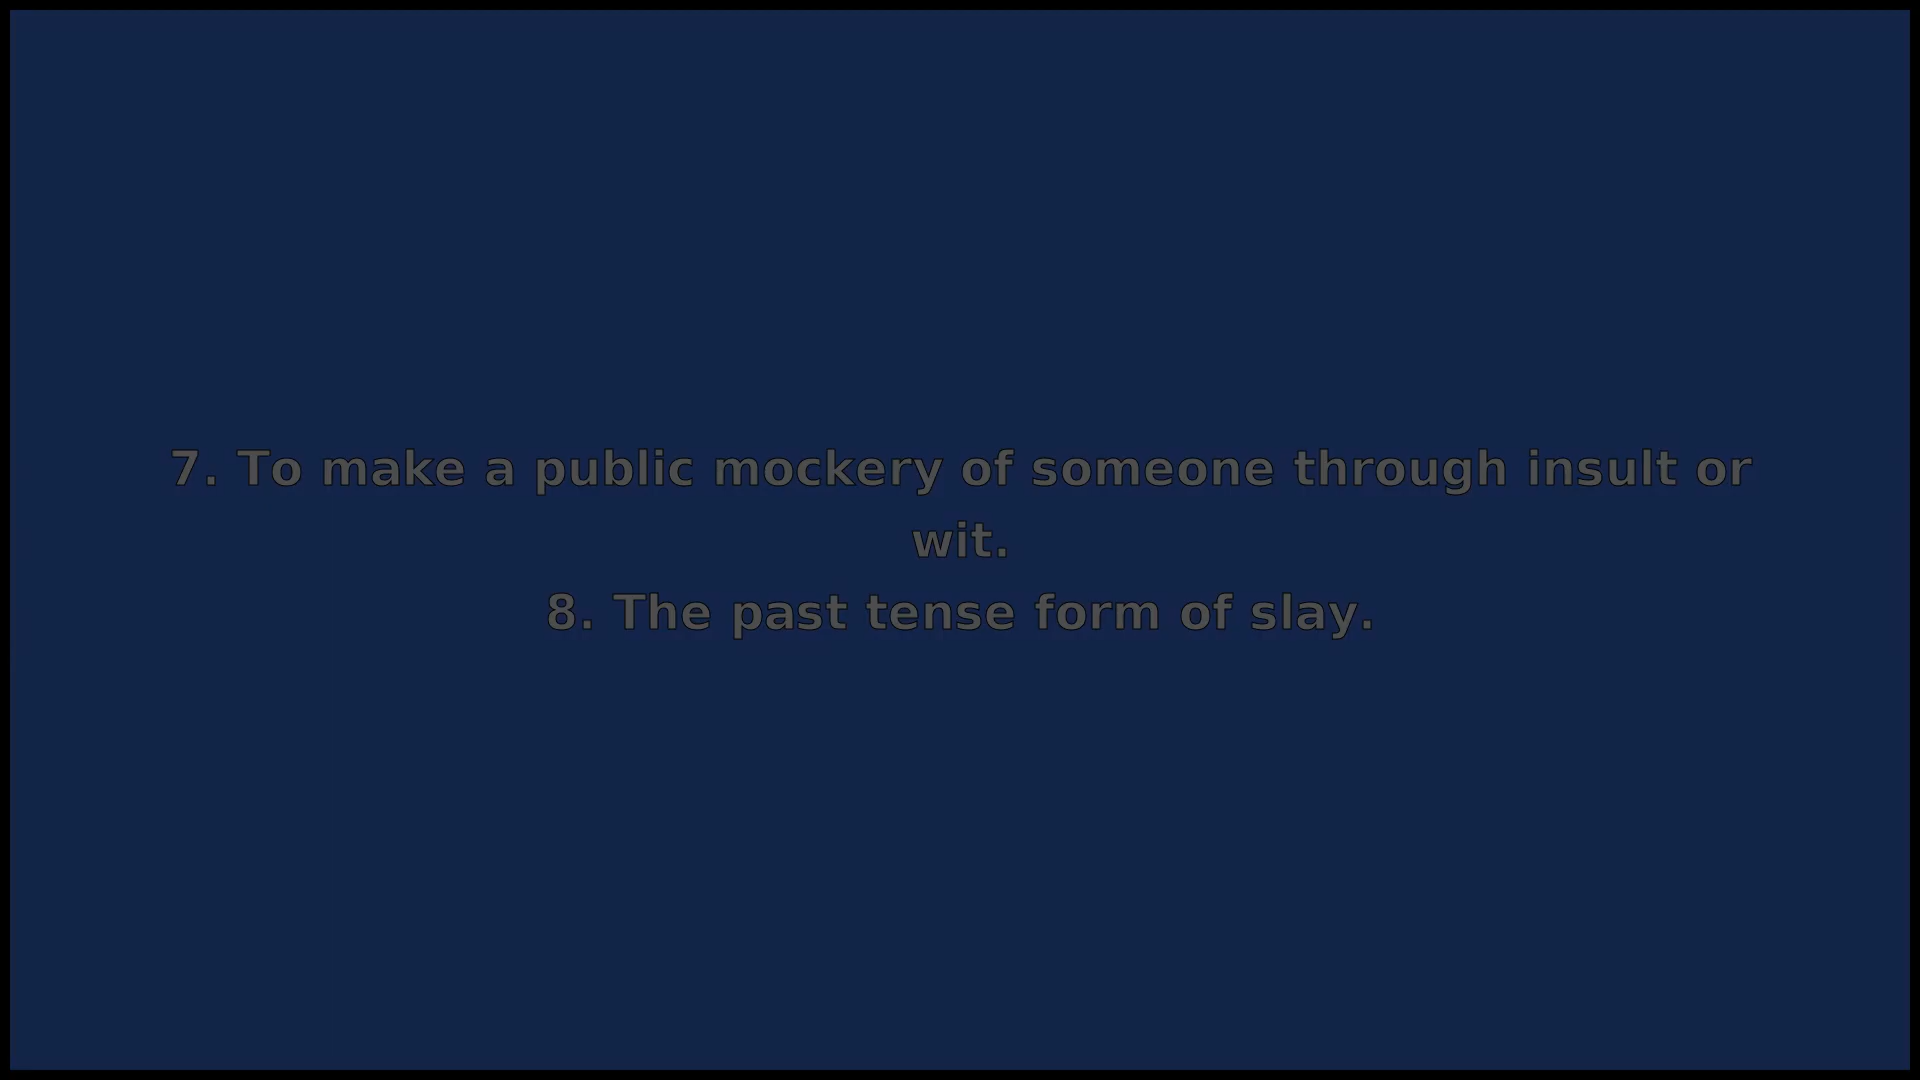 7. To make a public mockery of someone through insult or
wit.
8. The past tense form of slay.